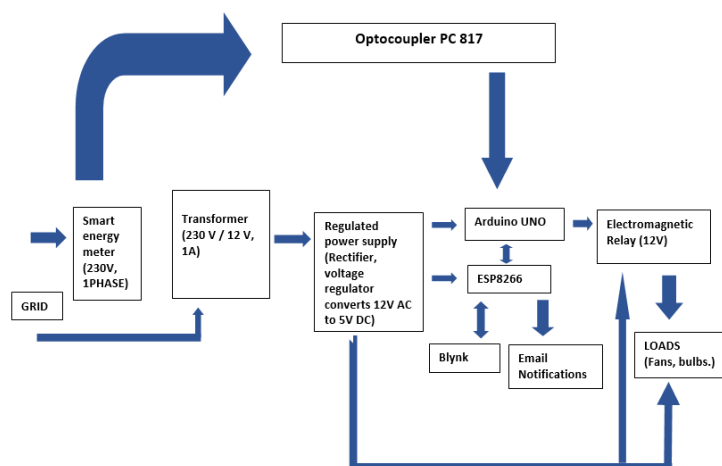 Optocoupler PC 817
Smart
energy
meter
(230V,
1PHASE)
GRID
Transformer
(230 V / 12 V,
1A)
Regulated
power supply
(Rectifier,
voltage
regulator
converts 12V AC
to 5V DC)
Arduino UNO
ESP8266
Blynk
Email
Notifications
Electromagnetic
Relay (12V)
LOADS
(Fans, bulbs.)